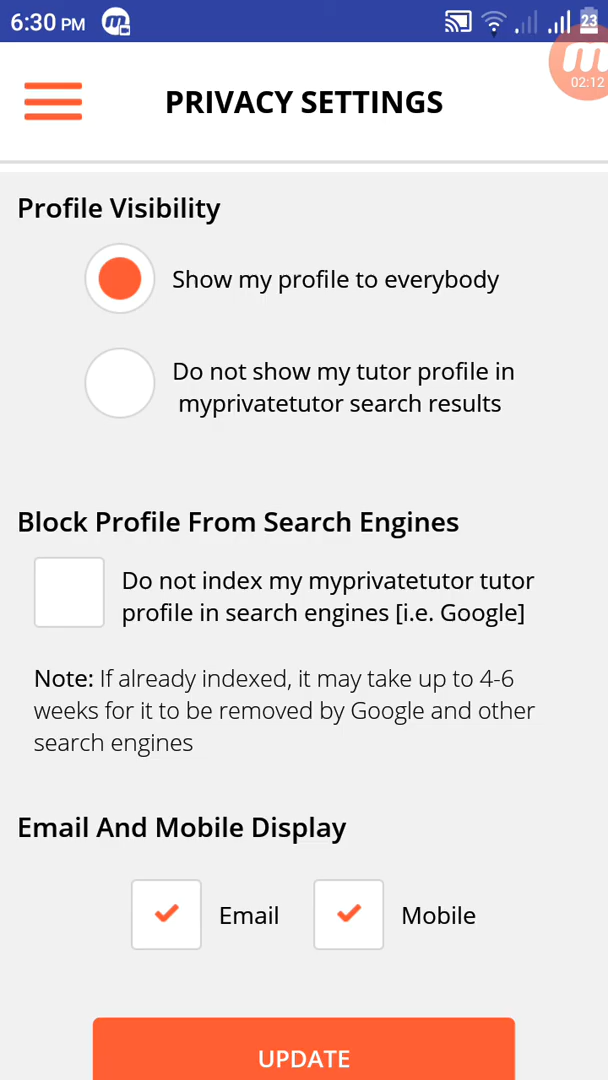 6:30 PM
23
02:12
PRIVACY SETTINGS
Profile Visibility
Show my profile to everybody
Do not show my tutor profile in
myprivatetutor search results
Block Profile From Search Engines
Do not index my myprivatetutor tutor
profile in search engines [i.e. Google]
Note: If already indexed, it may take up to 4-6
weeks for it to be removed by Google and other
search engines
Email And Mobile Display
Email Mobile
UPDATE